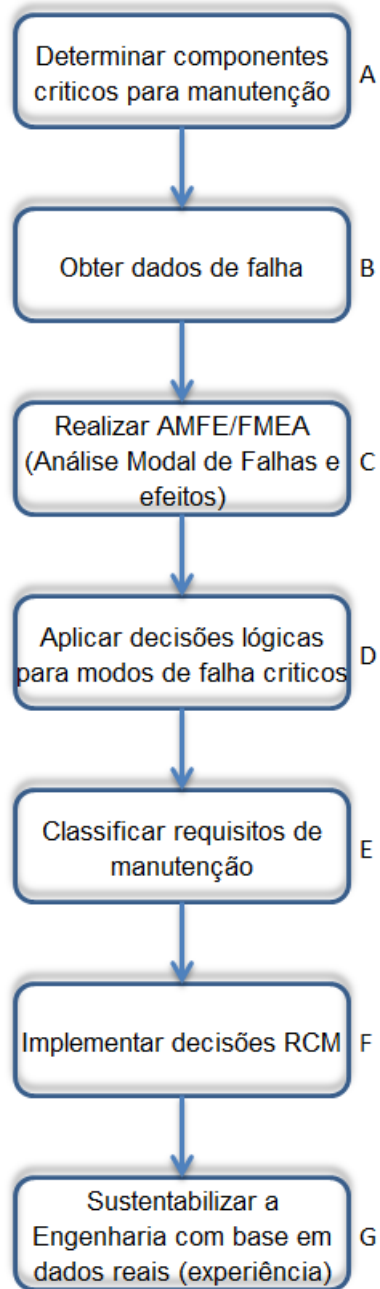 Determinar componentes
criticos para manutenção
A
Obter dados de falha
B
Realizar AMFE/FMEA
(Análise Modal de Falhas e
efeitos)
C
Aplicar decisões lógicas
para modos de falha criticos
D
Classificar requisitos de
manutenção
E
Implementar decisões RCM
F
Sustentabilizar a
Engenharia com base em
dados reais (experiência)
G